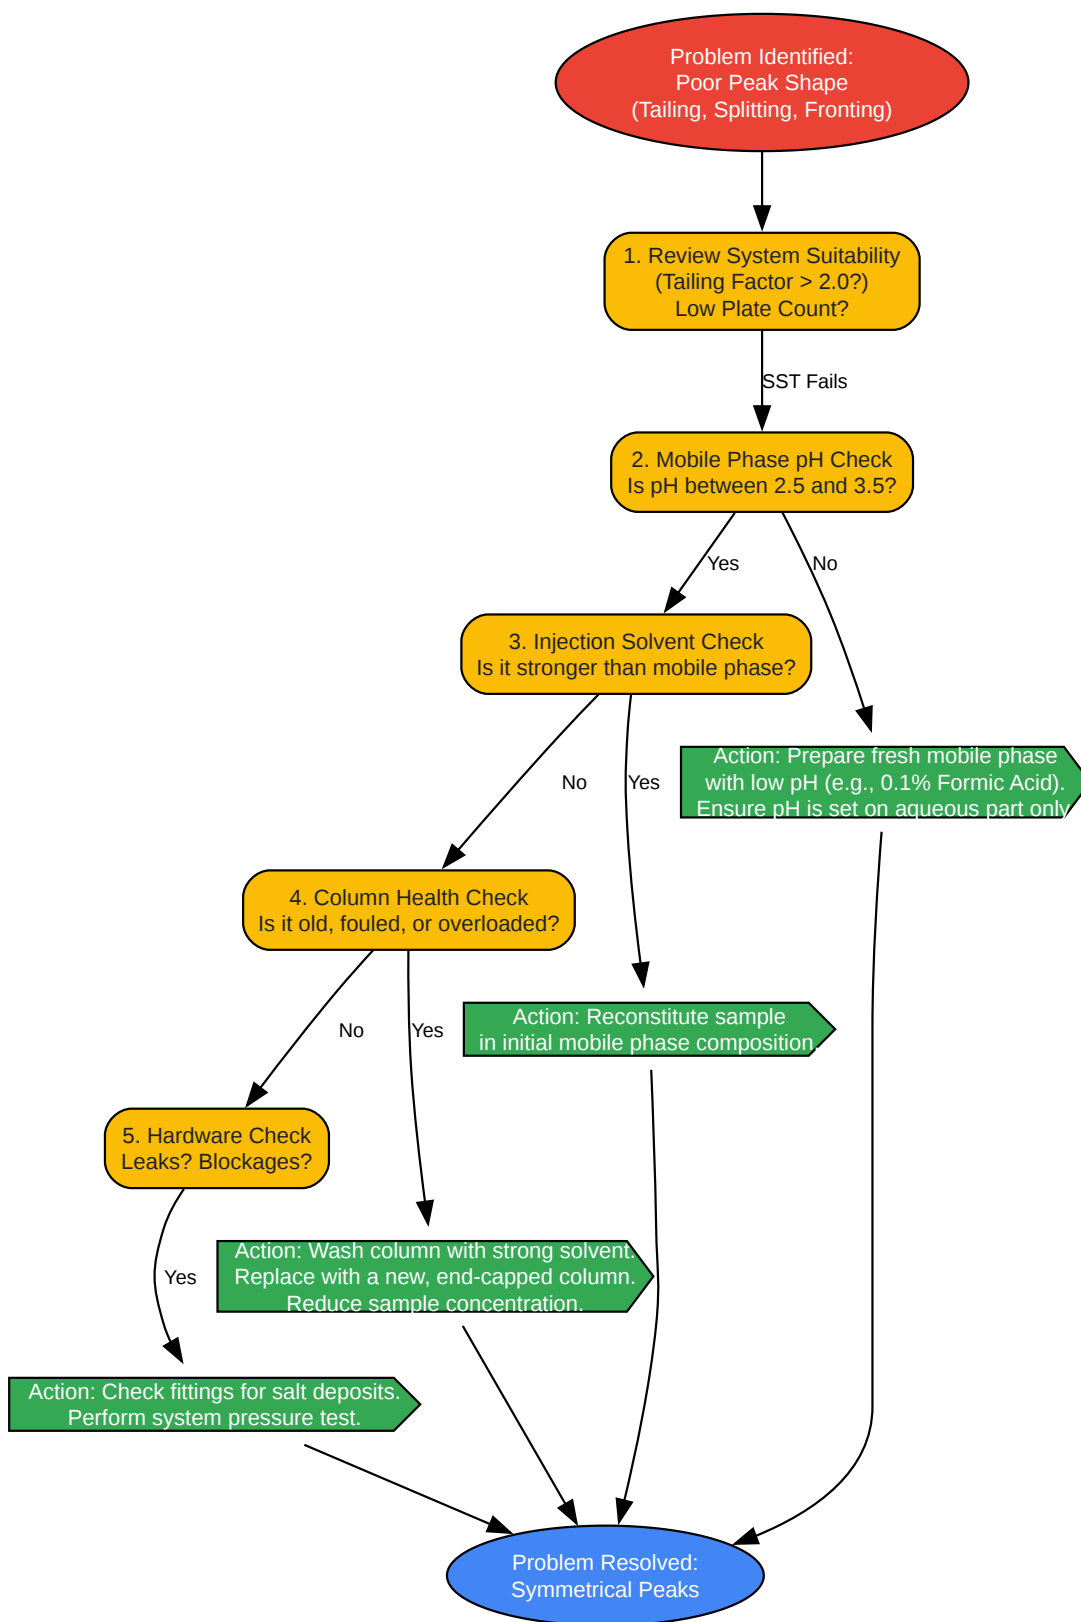 Problem Identified:
Poor Peak Shape
(Tailing, Splitting, Fronting)
1. Review System Suitability
(Tailing Factor > 2.0?)
Low Plate Count?
SST Fails
2. Mobile Phase pH Check
Is pH between 2.5 and 3.5?
Yes
No
3. Injection Solvent Check
Is it stronger than mobile phase?
No
Yes
Action: Prepare fresh mobile phase
with low pH (e.g., 0.1% Formic Acid).
Ensure pH is set on aqueous part only.
4. Column Health Check
Is it old, fouled, or overloaded?
No
Yes
Action: Reconstitute sample
in initial mobile phase composition.
5. Hardware Check
Leaks? Blockages?
Yes
Action: Wash column with strong solvent.
Replace with a new, end-capped column.
Reduce sample concentration.
Action: Check fittings for salt deposits.
Perform system pressure test.
Problem Resolved:
Symmetrical Peaks